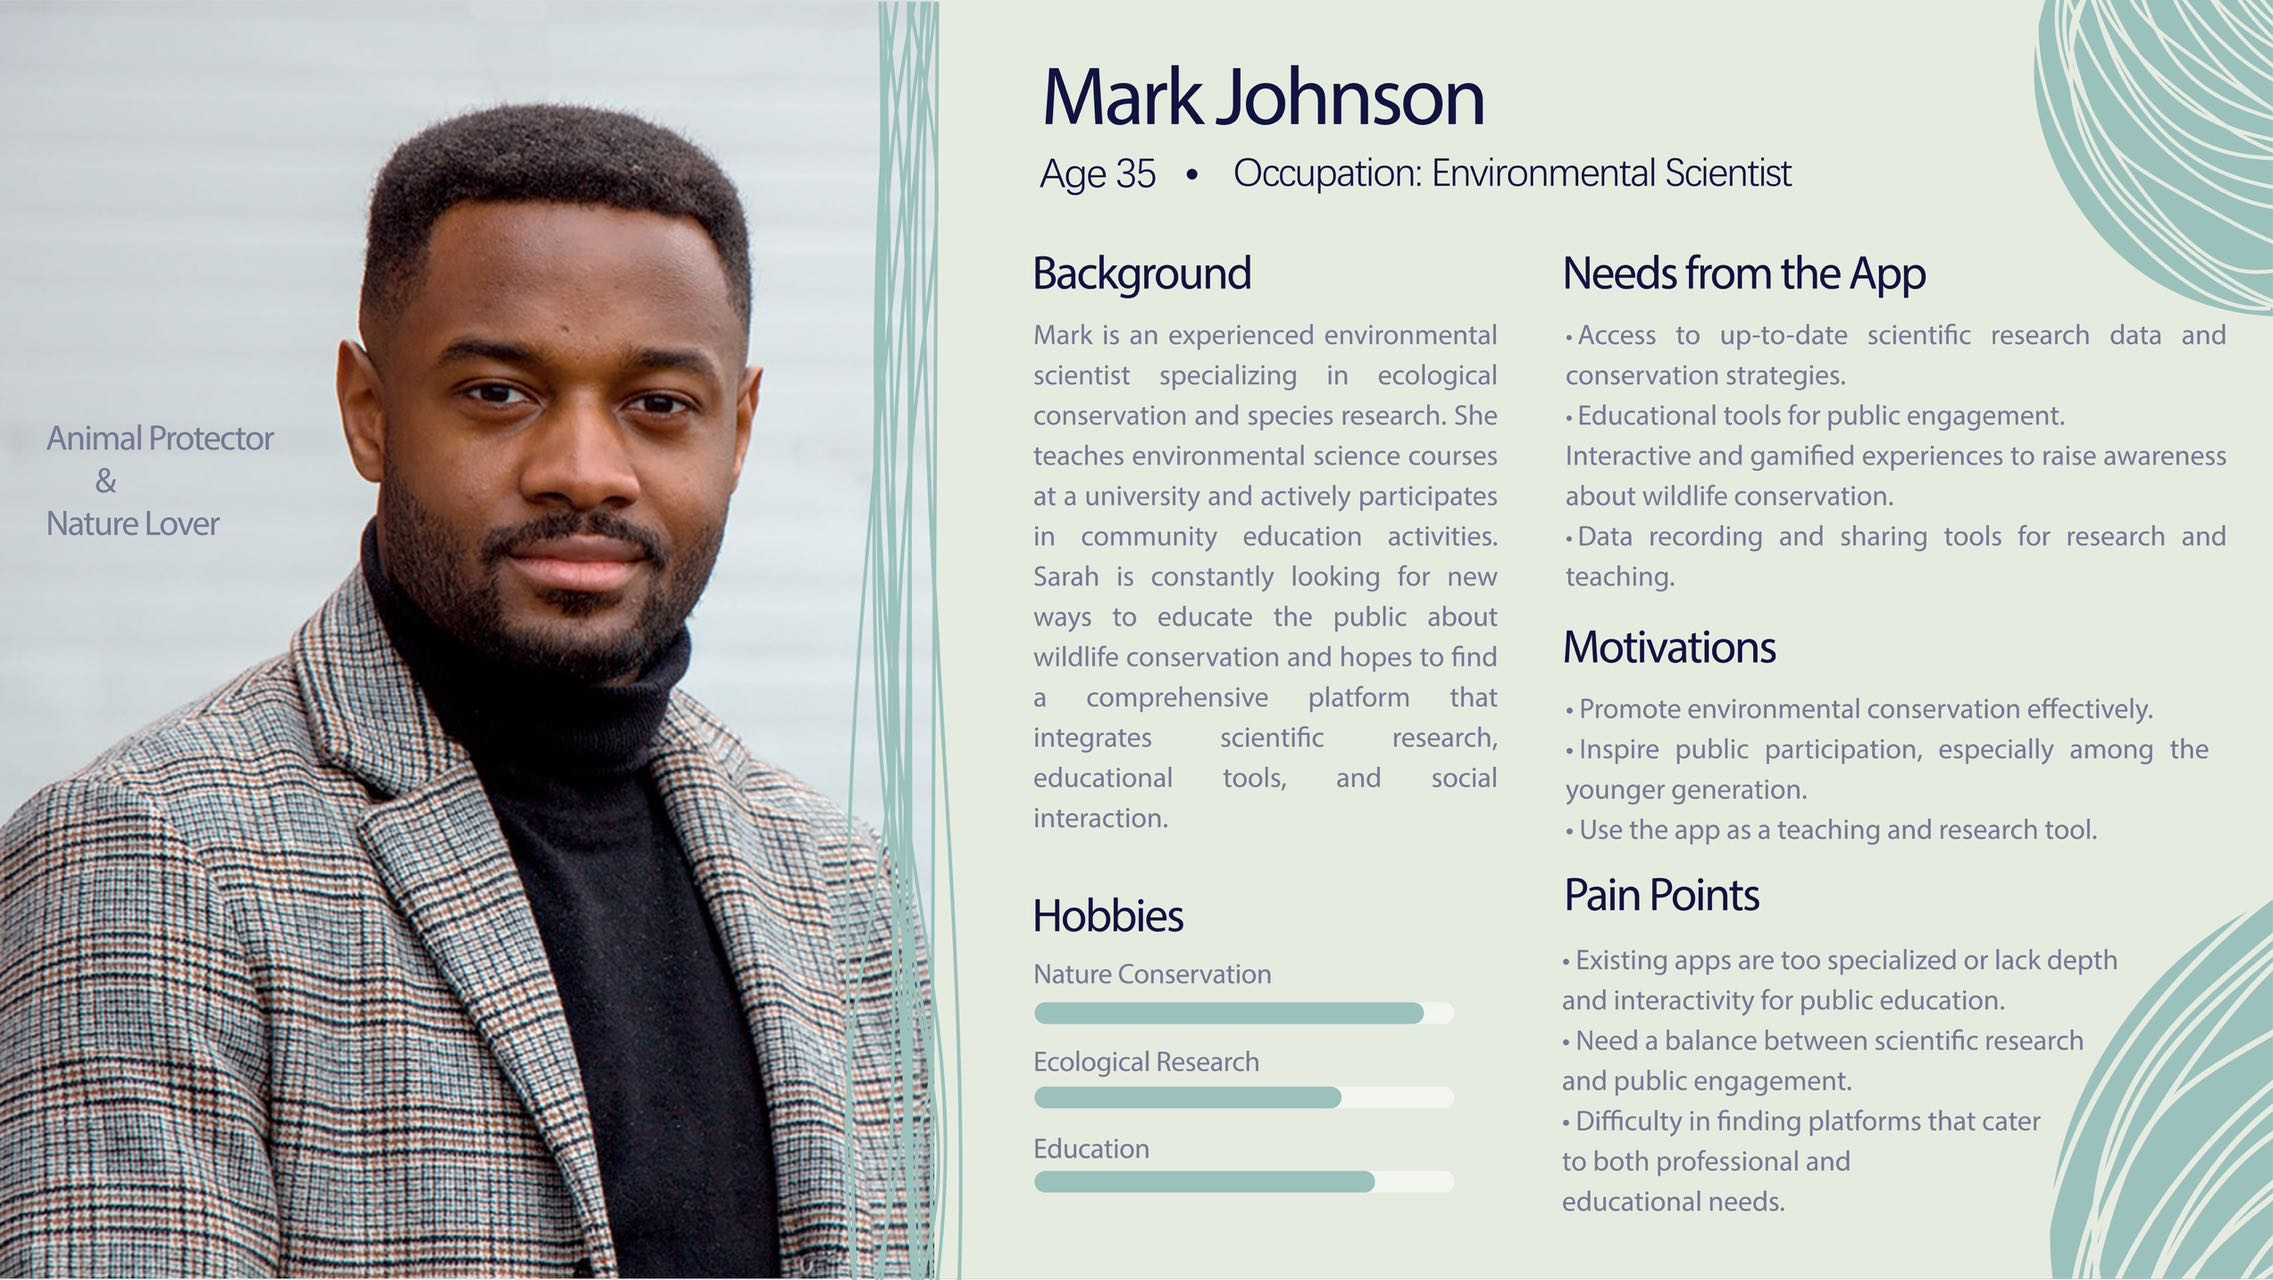 Animal Protector
&
Nature Lover
Mark Johnson
Age 35 • Occupation: Environmental Scientist
Background
Mark is an experienced environmental
scientist specializing in ecological
conservation and species research. She
teaches environmental science courses
at a university and actively participates
in community education activities.
Sarah is constantly looking for new
ways to educate the public about
wildlife conservation and hopes to find
a comprehensive platform that
integrates scientific research,
educational tools, and social
interaction.
Hobbies
Nature Conservation
Ecological Research
Education
Needs from the App
• Access to up-to-date scientific research data and
conservation strategies.
• Educational tools for public engagement.
Interactive and gamified experiences to raise awareness
about wildlife conservation.
• Data recording and sharing tools for research and
teaching.
Motivations
• Promote environmental conservation effectively.
• Inspire public participation, especially among the
younger generation.
• Use the app as a teaching and research tool.
Pain Points
• Existing apps are too specialized or lack depth
and interactivity for public education.
• Need a balance between scientific research
and public engagement.
• Difficulty in finding platforms that cater
to both professional and
educational needs.